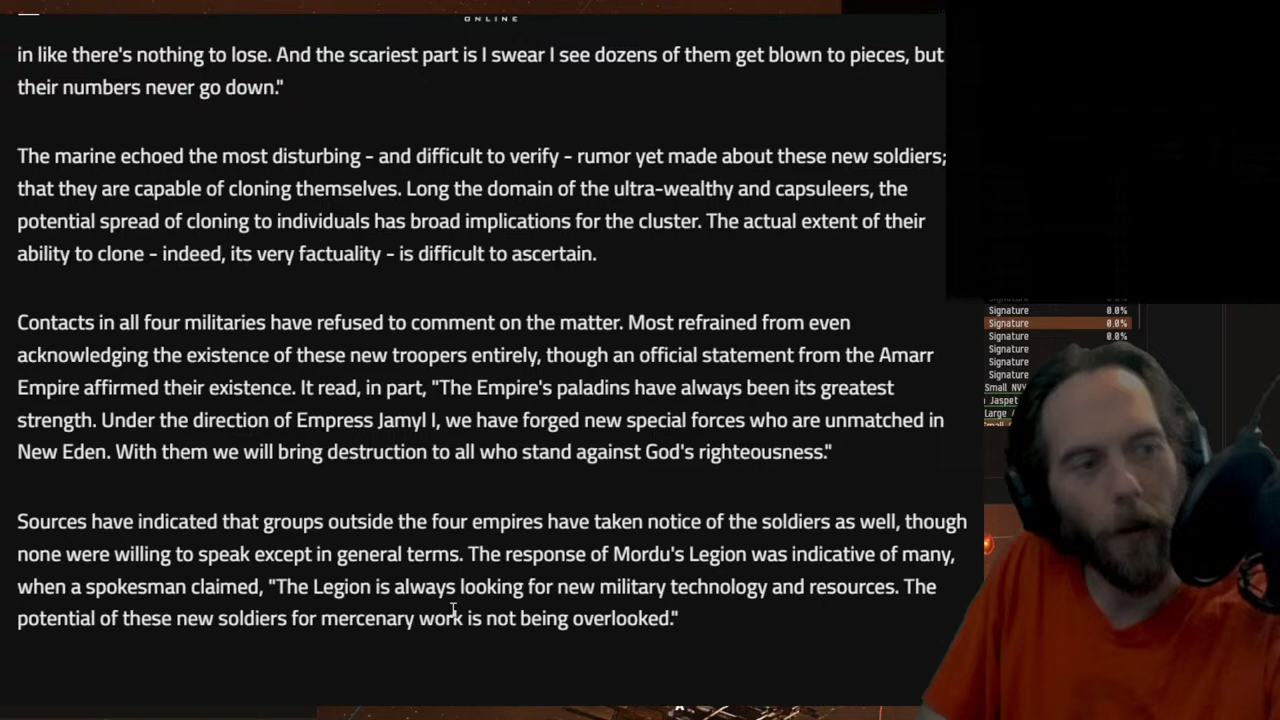 ONLINE
in like there's nothing to lose. And the scariest part is I swear I see dozens of them get blown to pieces, but
their numbers never go down."
The marine echoed the most disturbing - and difficult to verify - rumor yet made about these new soldiers;
that they are capable of cloning themselves. Long the domain of the ultra-wealthy and capsuleers, the
potential spread of cloning to individuals has broad implications for the cluster. The actual extent of their
ability to clone - indeed, its very factuality - is difficult to ascertain.
Contacts in all four militaries have refused to comment on the matter. Most refrained from even
acknowledging the existence of these new troopers entirely, though an official statement from the Amarr
Empire affirmed their existence. It read, in part, "The Empire's paladins have always been its greatest
strength. Under the direction of Empress Jamyl I, we have forged new special forces who are unmatched in
New Eden. With them we will bring destruction to all who stand against God's righteousness."
Sources have indicated that groups outside the four empires have taken notice of the soldiers as well, though
none were willing to speak except in general terms. The response of Mordu's Legion was indicative of many,
when a spokesman claimed, "The Legion is always looking for new military technology and resources. The
potential of these new soldiers for mercenary work is not being overlooked."
Signature 0.0%
Signature 0.0%
Signature 0.0%
Signature 0.0%
Signature
Signature
Signature
Small NVY
Jaspet
Large